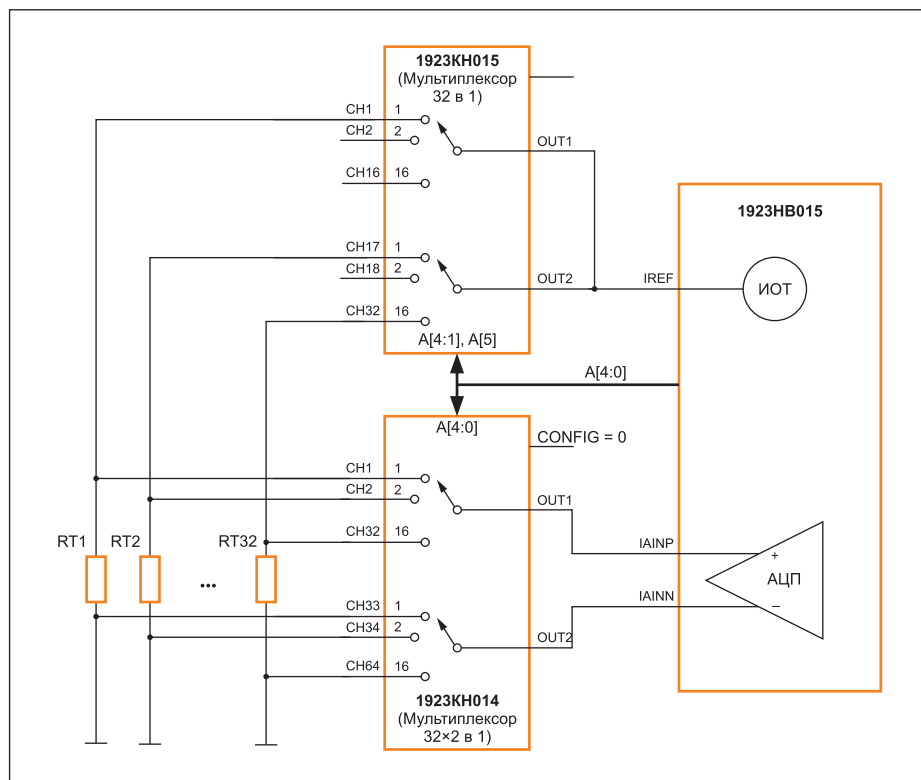 1923КН015
(Мультиплексор
32 в 1)
CH1 1
CH2 2
CH16 16
OUT1
CH17 1
CH18 2
CH32 16
OUT2
A[4:1], A[5]
1923НВ015
IREF
ИОТ
A[4:0]
A[4:0]
CONFIG = 0
CH1 1
CH2 2
CH32 16
OUT1
RT1 RT2 RT32
...
IAINP
+
АЦП
IAINN
–
CH33 1
CH34 2
CH64 16
OUT2
1923КН014
(Мультиплексор
32×2 в 1)